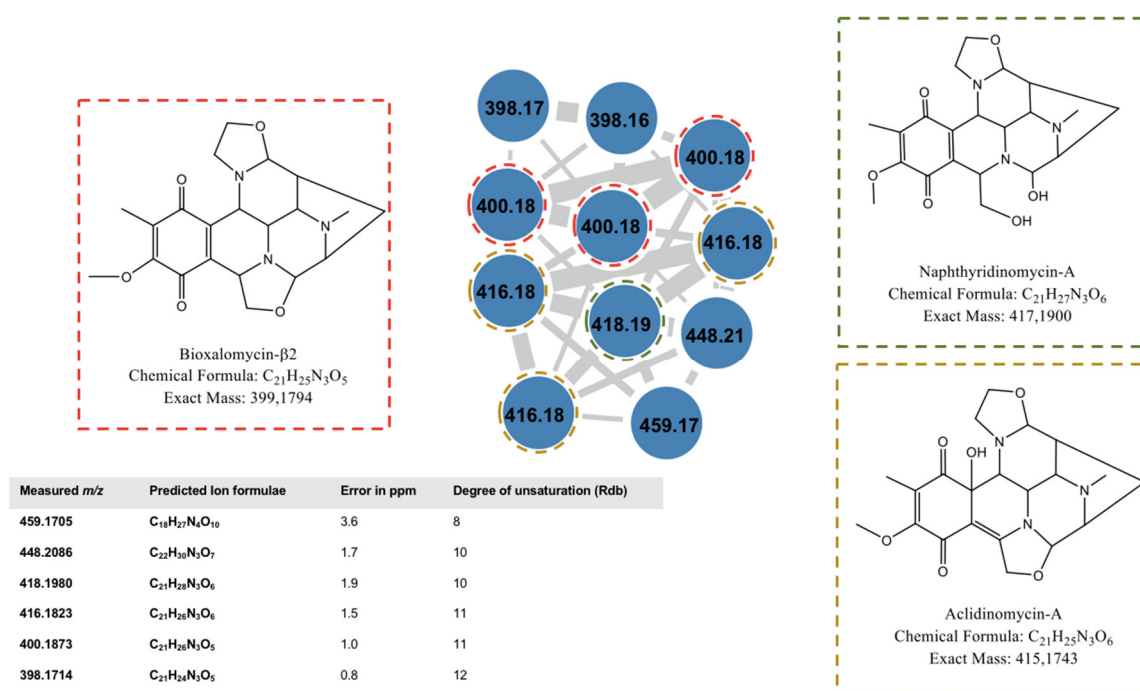 398.17
398.16
400.18
400.18
400.18
416.18
416.18
418.19
448.21
416.18
459.17
O
N
O
N
N
O
O
O
Bioxalomycin-β2
Chemical Formula: C₂₁H₂₅N₃O₅
Exact Mass: 399,1794
O
N
O
N
N
O
O
OH
OH
Naphthyridinomycin-A
Chemical Formula: C₂₁H₂₇N₃O₆
Exact Mass: 417,1900
O
N
OH
O
N
N
O
O
O
Aclidinomycin-A
Chemical Formula: C₂₁H₂₅N₃O₆
Exact Mass: 415,1743
Measured m/z Predicted Ion formulae Error in ppm Degree of unsaturation (Rdb)
459.1705 C₁₈H₂₇N₄O₁₀ 3.6 8
448.2086 C₂₂H₃₀N₃O₇ 1.7 10
418.1980 C₂₁H₂₈N₃O₆ 1.9 10
416.1823 C₂₁H₂₆N₃O₆ 1.5 11
400.1873 C₂₁H₂₆N₃O₅ 1.0 11
398.1714 C₂₁H₂₄N₃O₅ 0.8 12